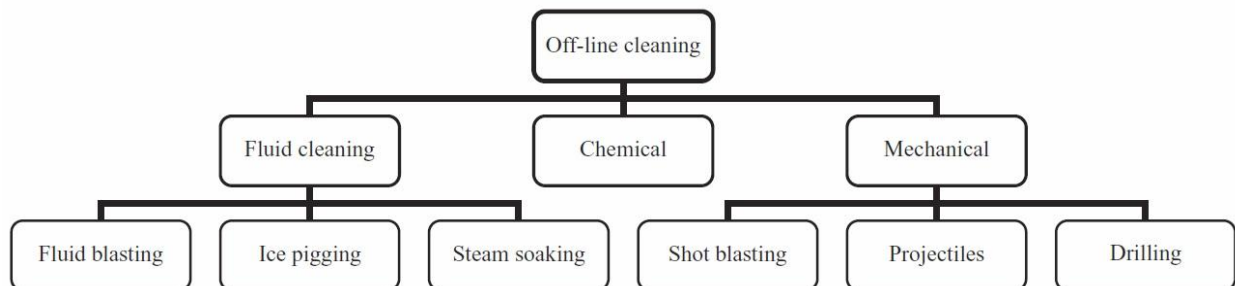 Off-line cleaning
Fluid cleaning
Chemical
Mechanical
Fluid blasting
Ice pigging
Steam soaking
Shot blasting
Projectiles
Drilling